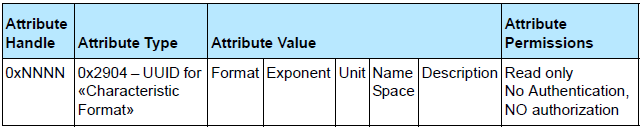 Attribute Handle Attribute Type Attribute Value Attribute Permissions
0xNNNN 0x2904 – UUID for Format Exponent Unit Name Description Read only
«Characteristic Space No Authentication,
Format» NO authorization